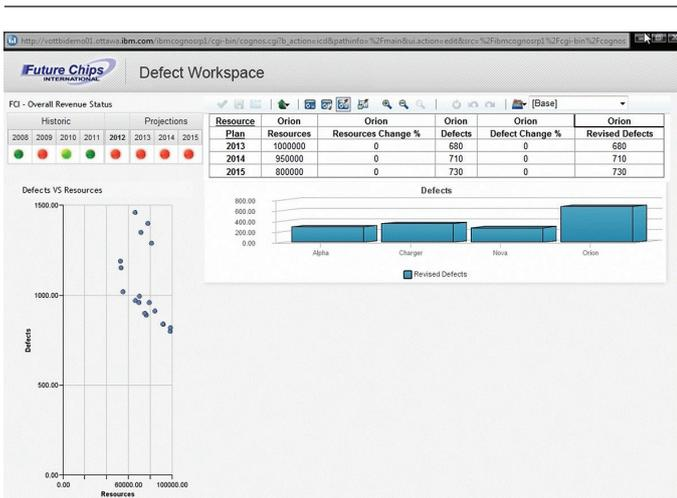 http://vottbidemo01.ottawa.ibm.com/ibmcognosrp1/cgi-bin/cognos.cgi?b_action=icd&pathinfo=%2Fmain&ui.action=edit&src=%2Fibmcognosrp1%2Fcgi-bin%2Fcognos
Future Chips
INTERNATIONAL
Defect Workspace
FCI - Overall Revenue Status
Historic Projections
2008 2009 2010 2011 2012 2013 2014 2015
[Base]
Resource Orion Orion Orion Orion Orion
Plan Resources Resources Change % Defects Defect Change % Revised Defects
2013 1000000 0 680 0 680
2014 950000 0 710 0 710
2015 800000 0 730 0 730
Defects VS Resources
1500.00
1000.00
500.00
0.00
Defects
0.00 60000.00 100000.00
Resources
Defects
800.00
600.00
400.00
200.00
0.00
Alpha Charger Nova Orion
Revised Defects